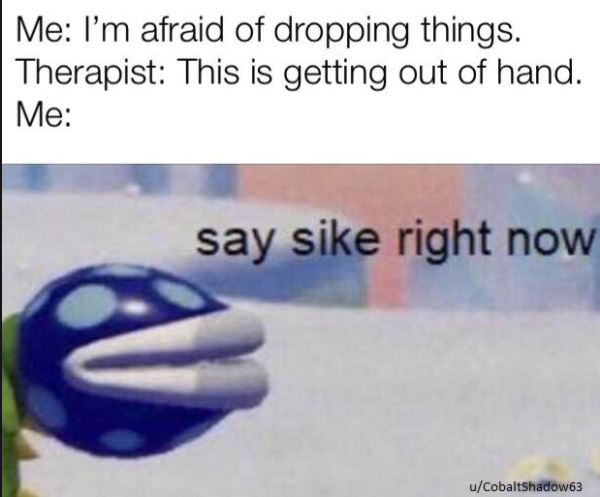 Me: I’m afraid of dropping things.
Therapist: This is getting out of hand.
Me:
say sike right now
u/CobaltShadow63